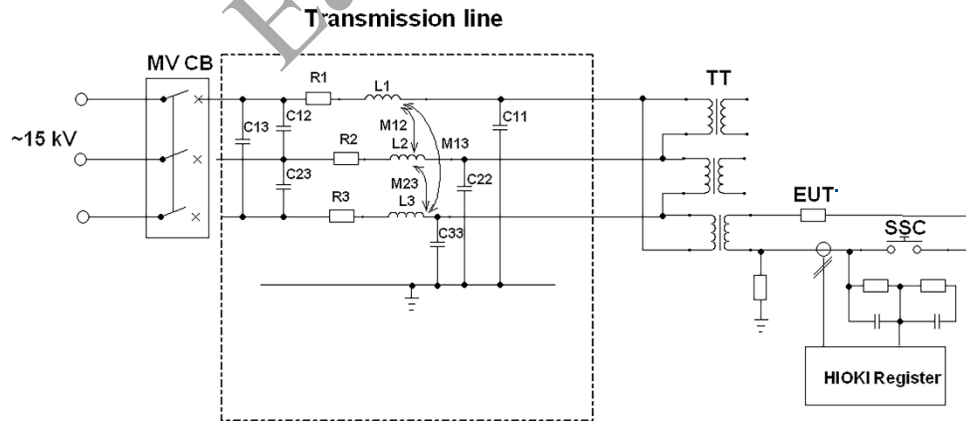 E.
Transmission line
MV CB
TT
R1
L1
C13
C12
C11
~15 kV
M12
M13
R2
L2
C23
M23
C22
R3
L3
EUT
SSC
C33
HIOKI Register